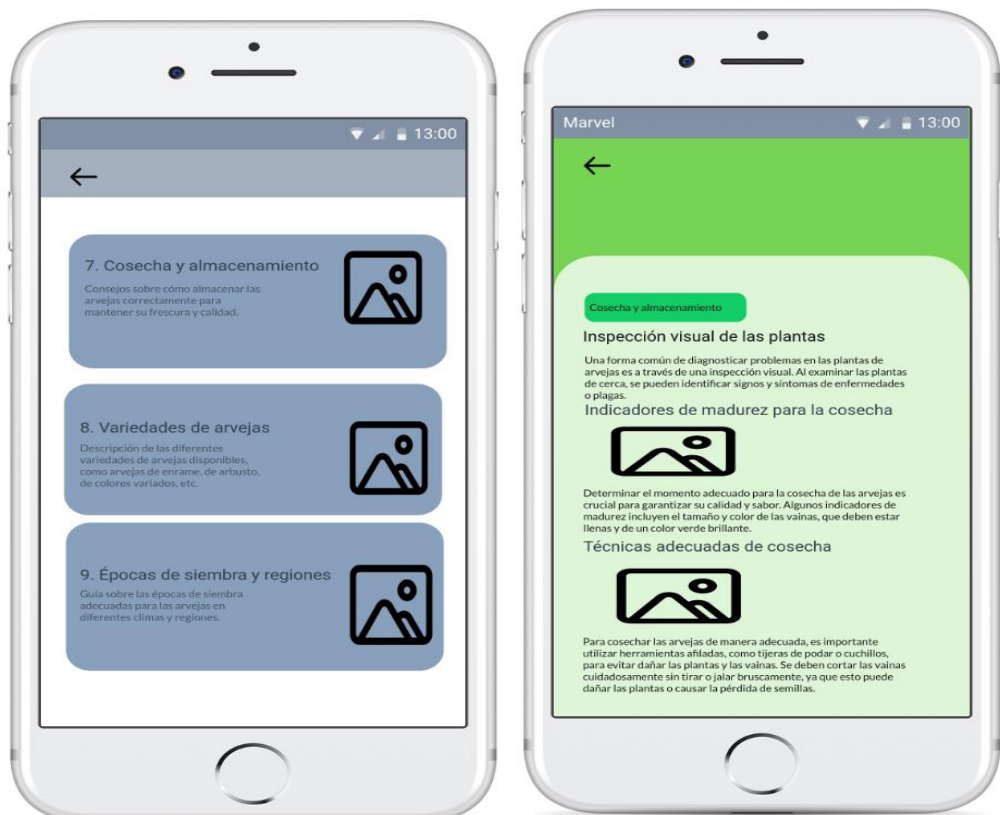 13:00
7. Cosecha y almacenamiento
Consejos sobre cómo almacenar las
arvejas correctamente para
mantener su frescura y calidad.
8. Variedades de arvejas
Descripción de las diferentes
variedades de arvejas disponibles,
como arvejas de enrame, de arbusto,
de colores variados, etc.
9. Épocas de siembra y regiones
Guía sobre las épocas de siembra
adecuadas para las arvejas en
diferentes climas y regiones.
Marvel 13:00
Cosecha y almacenamiento
Inspección visual de las plantas
Una forma común de diagnosticar problemas en las plantas de
arvejas es a través de una inspección visual. Al examinar las plantas
de cerca, se pueden identificar signos y síntomas de enfermedades
o plagas.
Indicadores de madurez para la cosecha
Determinar el momento adecuado para la cosecha de las arvejas es
crucial para garantizar su calidad y sabor. Algunos indicadores de
madurez incluyen el tamaño y color de las vainas, que deben estar
llenas y de un color verde brillante.
Técnicas adecuadas de cosecha
Para cosechar las arvejas de manera adecuada, es importante
utilizar herramientas afiladas, como tijeras de podar o cuchillos,
para evitar dañar las plantas y las vainas. Se deben cortar las vainas
cuidadosamente sin tirar o jalar bruscamente, ya que esto puede
dañar las plantas o causar la pérdida de semillas.